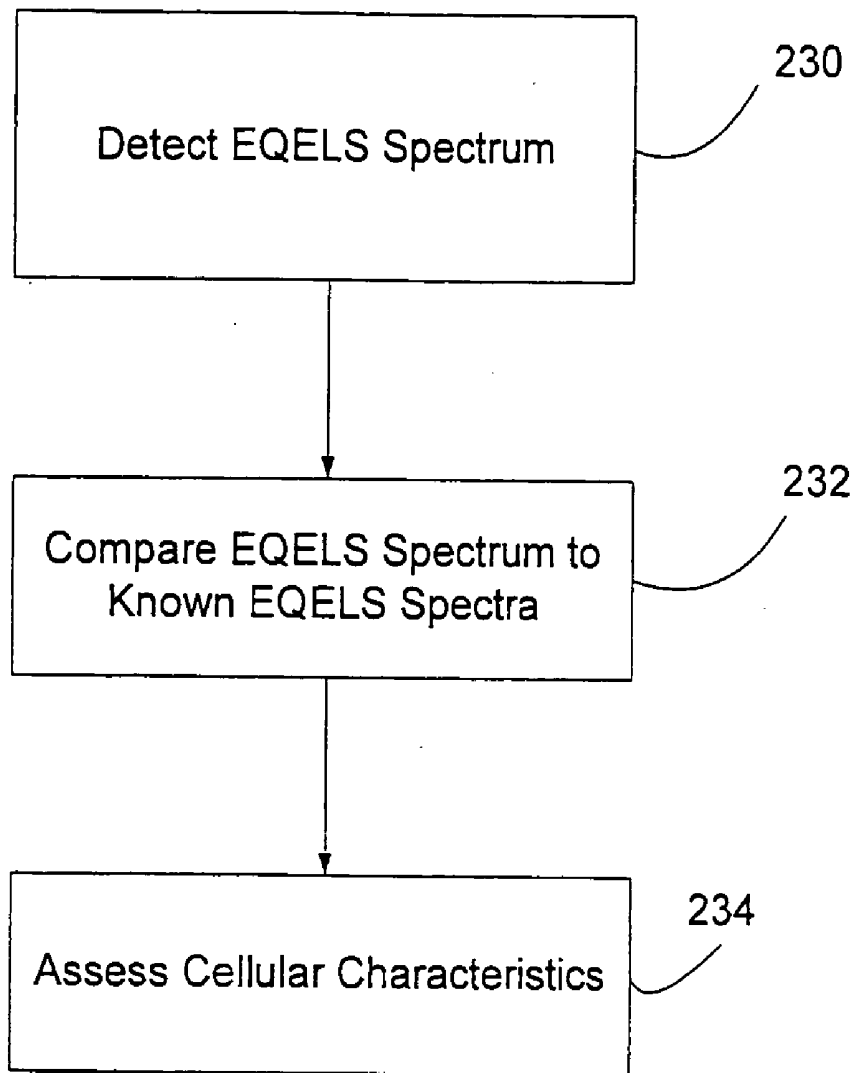 230
Detect EQELS Spectrum
232
Compare EQELS Spectrum to
Known EQELS Spectra
234
Assess Cellular Characteristics